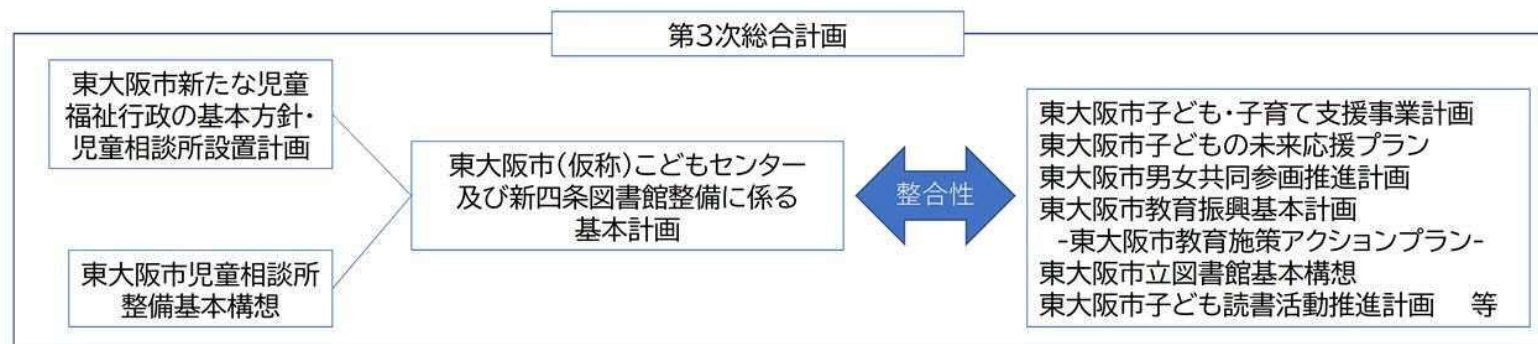 第3次総合計画
東大阪市新たな児童
福祉行政の基本方針・
児童相談所設置計画
東大阪市児童相談所
整備基本構想
東大阪市(仮称)こどもセンター
及び新四条図書館整備に係る
基本計画
整合性
東大阪市子ども・子育て支援事業計画
東大阪市子どもの未来応援プラン
東大阪市男女共同参画推進計画
東大阪市教育振興基本計画
-東大阪市教育施策アクションプラン-
東大阪市立図書館基本構想
東大阪市子ども読書活動推進計画 等